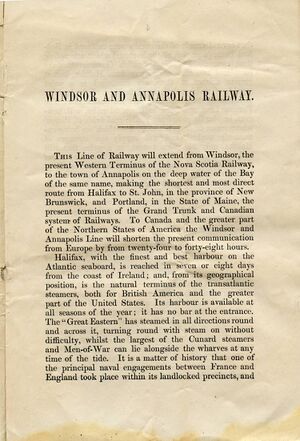 WINDSOR AND ANNAPOLIS RAILWAY.
This Line of Railway will extend from Windsor, the
present Western Terminus of the Nova Scotia Railway,
to the town of Annapolis on the deep water of the Bay
of the same name, making the shortest and most direct
route from Halifax to St. John, in the province of New
Brunswick, and Portland, in the State of Maine, the
present terminus of the Grand Trunk and Canadian
system of Railways. To Canada and the greater part
of the Northern States of America the Windsor and
Annapolis Line will shorten the present communication
from Europe by from twenty-four to forty-eight hours.
Halifax, with the finest and best harbour on the
Atlantic seaboard, is reached in seven or eight days
from the coast of Ireland; and, from its geographical
position, is the natural terminus of the transatlantic
steamers, both for British America and the greater
part of the United States. Its harbour is available at
all seasons of the year; it has no bar at the entrance.
The "Great Eastern" has steamed in all directions round
and across it, turning round with steam on without
difficulty, whilst the largest of the Cunard steamers
and Men-of-War can lie alongside the wharves at any
time of the tide. It is a matter of history that one of
the principal naval engagements between France and
England took place within its landlocked precincts, and